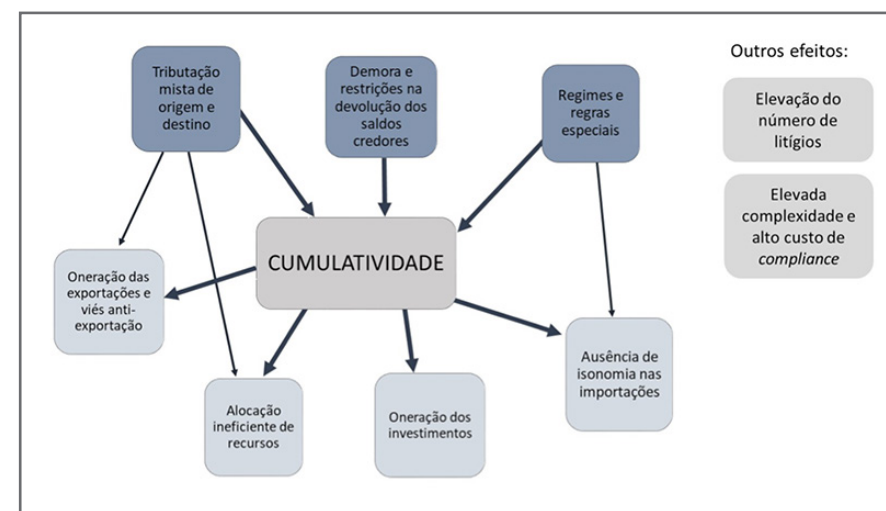 Tributação
mista de
origem e
destino
Demora e
restrições na
devolução dos
saldos
credores
Regimes e
regras
especiais
Outros efeitos:
Elevação do
número de
litígios
Elevada
complexidade e
alto custo de
compliance
CUMULATIVIDADE
Oneração das
exportações e
viés anti-
exportação
Alocação
ineficiente de
recursos
Oneração dos
investimentos
Ausência de
isonomia nas
importações